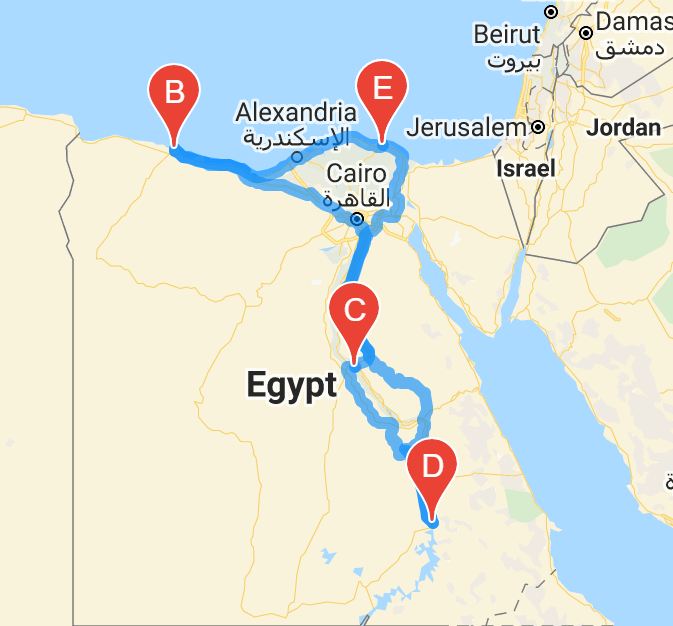 Beirut
بيروت
Damas
دمشق
B
E
Alexandria
الإسكندرية
Jerusalem
Jordan
Cairo
القاهرة
Israel
C
Egypt
D
ة